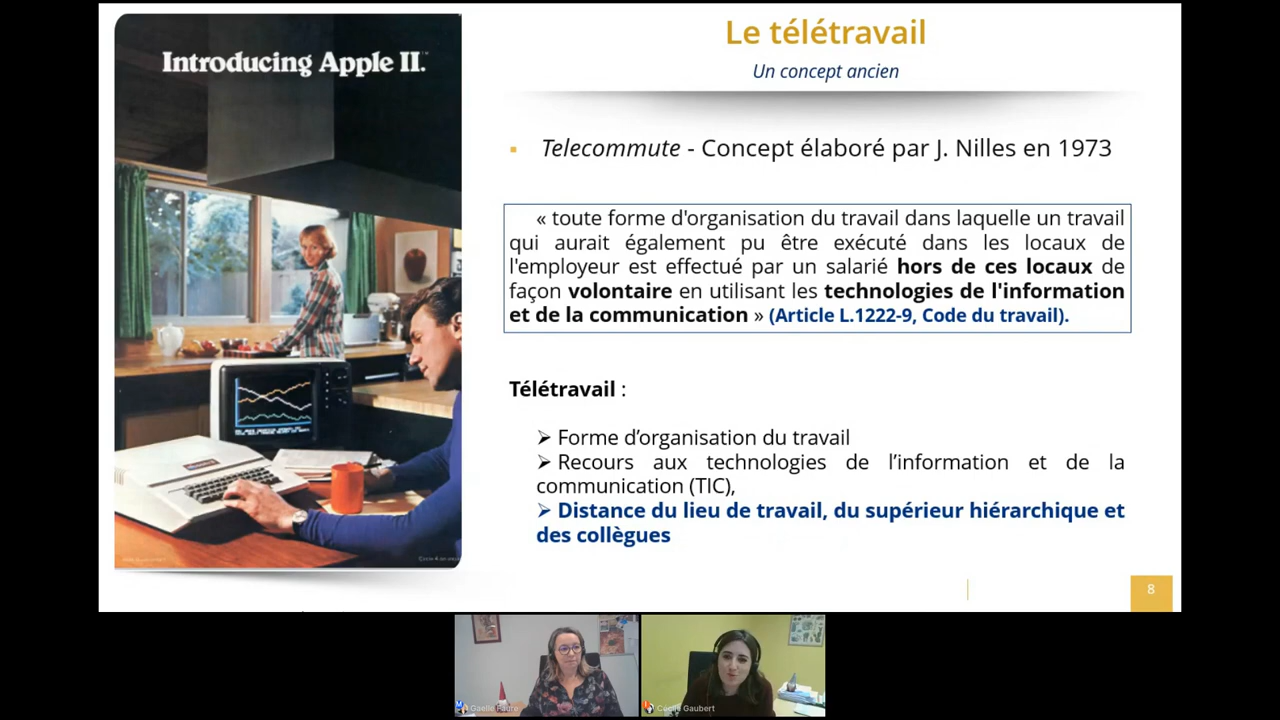 Introducing Apple II.™
Le télétravail
Un concept ancien
▪ Telecommute - Concept élaboré par J. Nilles en 1973
« toute forme d'organisation du travail dans laquelle un travail
qui aurait également pu être exécuté dans les locaux de
l'employeur est effectué par un salarié hors de ces locaux de
façon volontaire en utilisant les technologies de l'information
et de la communication » (Article L.1222-9, Code du travail).
Télétravail :
➢ Forme d’organisation du travail
➢ Recours aux technologies de l’information et de la
communication (TIC),
➢ Distance du lieu de travail, du supérieur hiérarchique et
des collègues
8
Gaelle Faure
Cécile Gaubert